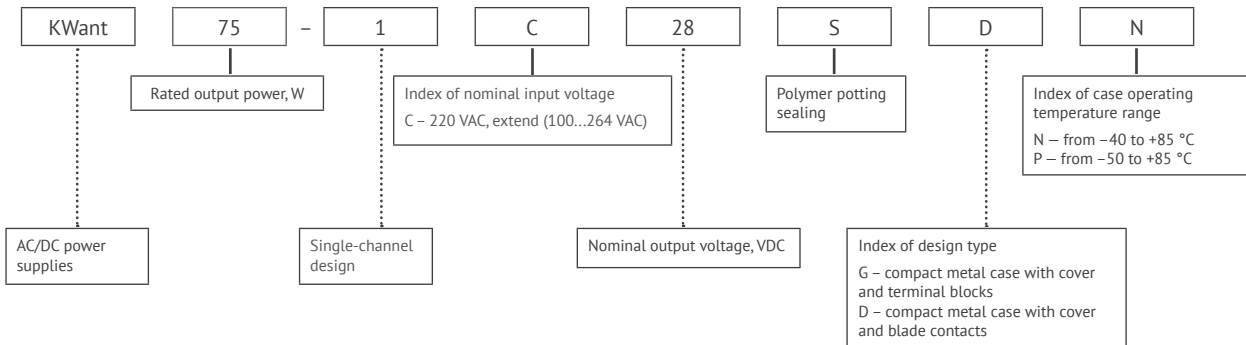 KWant 75 – 1 C 28 S D N
Rated output power, W
Index of nominal input voltage
C – 220 VAC, extend (100...264 VAC)
Polymer potting
sealing
Index of case operating
temperature range
N — from –40 to +85 °C
P — from –50 to +85 °C
AC/DC power
supplies
Single-channel
design
Nominal output voltage, VDC
Index of design type
G – compact metal case with cover
and terminal blocks
D – compact metal case with cover
and blade contacts